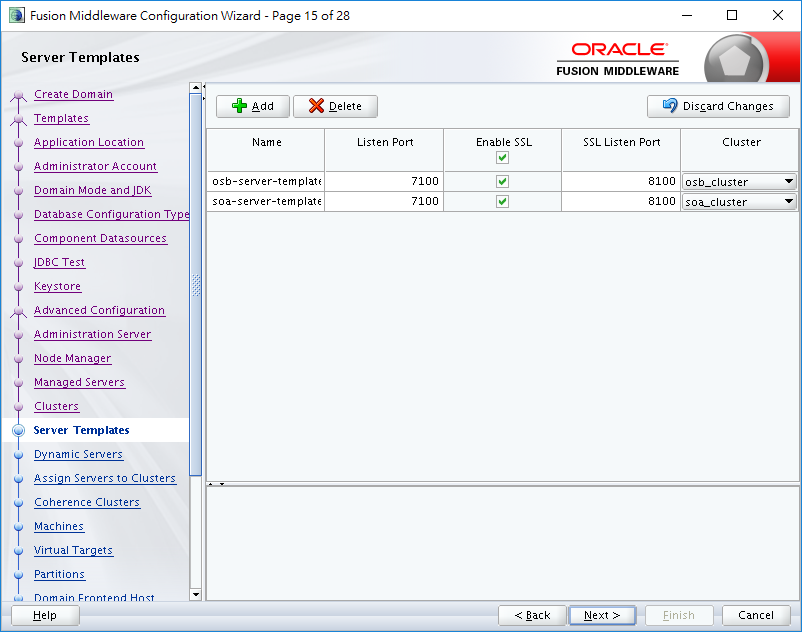 Fusion Middleware Configuration Wizard - Page 15 of 28
Server Templates
ORACLE
FUSION MIDDLEWARE
Create Domain
Templates
Application Location
Administrator Account
Domain Mode and JDK
Database Configuration Type
Component Datasources
JDBC Test
Keystore
Advanced Configuration
Administration Server
Node Manager
Managed Servers
Clusters
Server Templates
Dynamic Servers
Assign Servers to Clusters
Coherence Clusters
Machines
Virtual Targets
Partitions
Domain Frontend Host
Add Delete Discard Changes
Name Listen Port Enable SSL SSL Listen Port Cluster
osb-server-template 7100 8100 osb_cluster
soa-server-template 7100 8100 soa_cluster
Help < Back Next > Finish Cancel